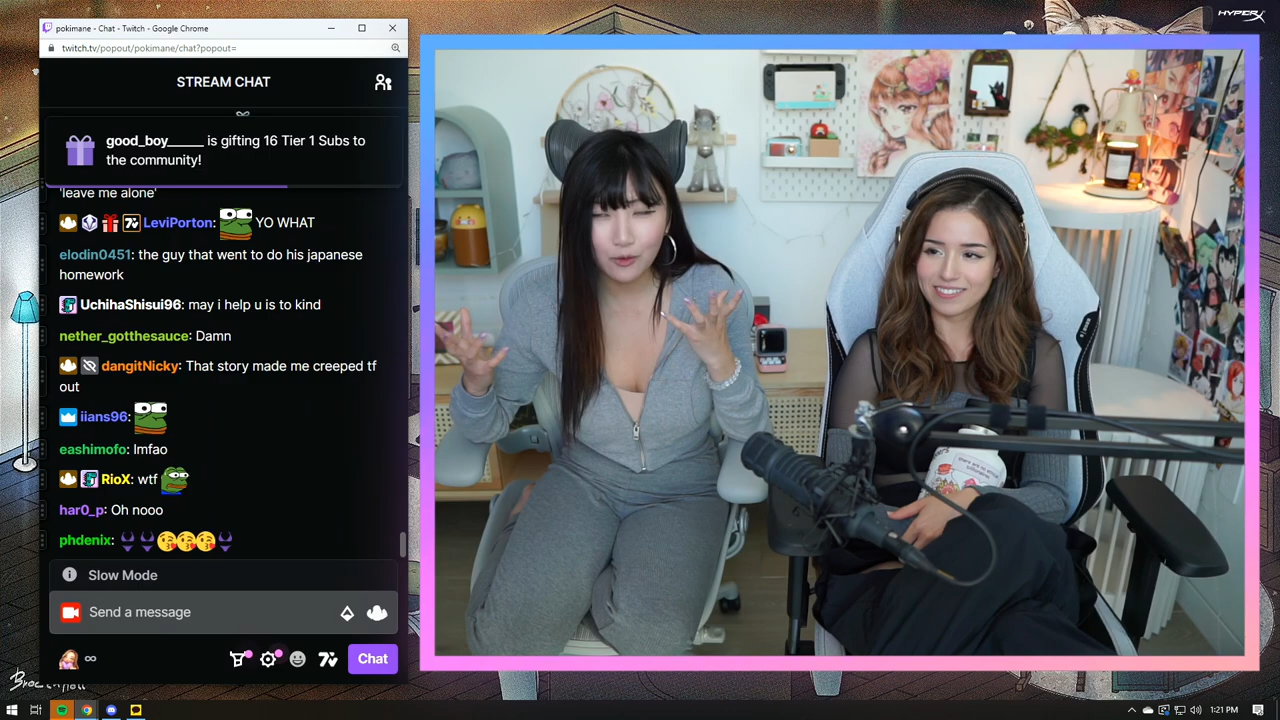 pokimane - Chat - Twitch - Google Chrome
twitch.tv/popout/pokimane/chat?popout=
STREAM CHAT
good_boy______ is gifting 16 Tier 1 Subs to
the community!
'leave me alone'
LeviPorton: YO WHAT
elodin0451: the guy that went to do his japanese
homework
UchihaShisui96: may i help u is to kind
nether_gotthesauce: Damn
dangitNicky: That story made me creeped tf
out
iians96:
eashimofo: lmfao
RioX: wtf
har0_p: Oh nooo
phdenix:
Slow Mode
Send a message
Chat
HYPERX
1:21 PM